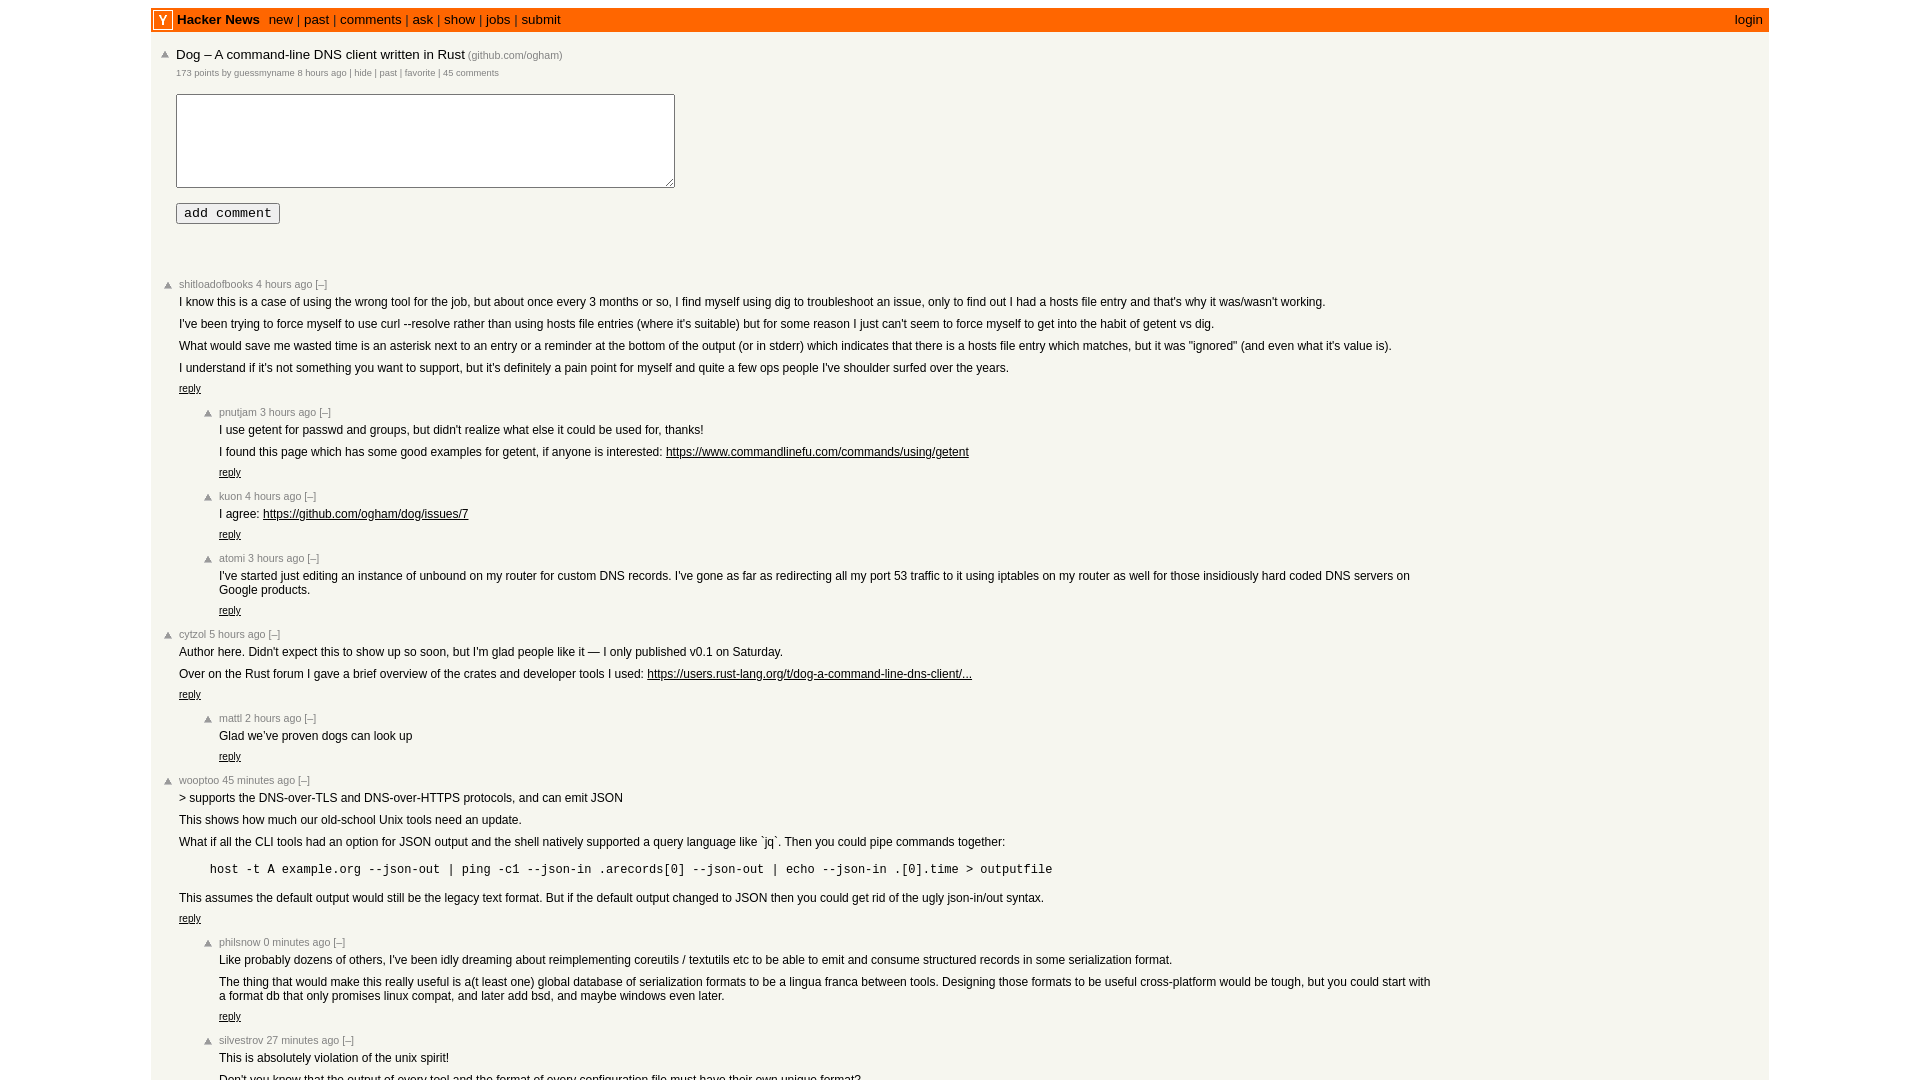 Y Hacker News new | past | comments | ask | show | jobs | submit login
Dog – A command-line DNS client written in Rust (github.com/ogham)
173 points by guessmyname 8 hours ago | hide | past | favorite | 45 comments
add comment
shitloadofbooks 4 hours ago [–]
I know this is a case of using the wrong tool for the job, but about once every 3 months or so, I find myself using dig to troubleshoot an issue, only to find out I had a hosts file entry and that's why it was/wasn't working.
I've been trying to force myself to use curl --resolve rather than using hosts file entries (where it's suitable) but for some reason I just can't seem to force myself to get into the habit of getent vs dig.
What would save me wasted time is an asterisk next to an entry or a reminder at the bottom of the output (or in stderr) which indicates that there is a hosts file entry which matches, but it was "ignored" (and even what it's value is).
I understand if it's not something you want to support, but it's definitely a pain point for myself and quite a few ops people I've shoulder surfed over the years.
reply
pnutjam 3 hours ago [–]
I use getent for passwd and groups, but didn't realize what else it could be used for, thanks!
I found this page which has some good examples for getent, if anyone is interested: https://www.commandlinefu.com/commands/using/getent
reply
kuon 4 hours ago [–]
I agree: https://github.com/ogham/dog/issues/7
reply
atomi 3 hours ago [–]
I've started just editing an instance of unbound on my router for custom DNS records. I've gone as far as redirecting all my port 53 traffic to it using iptables on my router as well for those insidiously hard coded DNS servers on
Google products.
reply
cytzol 5 hours ago [–]
Author here. Didn't expect this to show up so soon, but I'm glad people like it — I only published v0.1 on Saturday.
Over on the Rust forum I gave a brief overview of the crates and developer tools I used: https://users.rust-lang.org/t/dog-a-command-line-dns-client/...
reply
mattl 2 hours ago [–]
Glad we’ve proven dogs can look up
reply
wooptoo 45 minutes ago [–]
> supports the DNS-over-TLS and DNS-over-HTTPS protocols, and can emit JSON
This shows how much our old-school Unix tools need an update.
What if all the CLI tools had an option for JSON output and the shell natively supported a query language like `jq`. Then you could pipe commands together:
host -t A example.org --json-out | ping -c1 --json-in .arecords[0] --json-out | echo --json-in .[0].time > outputfile
This assumes the default output would still be the legacy text format. But if the default output changed to JSON then you could get rid of the ugly json-in/out syntax.
reply
philsnow 0 minutes ago [–]
Like probably dozens of others, I've been idly dreaming about reimplementing coreutils / textutils etc to be able to emit and consume structured records in some serialization format.
The thing that would make this really useful is a(t least one) global database of serialization formats to be a lingua franca between tools. Designing those formats to be useful cross-platform would be tough, but you could start with
a format db that only promises linux compat, and later add bsd, and maybe windows even later.
reply
silvestrov 27 minutes ago [–]
This is absolutely violation of the unix spirit!
Don't you know that the output of every tool and the format of every configuration file must have their own unique format?